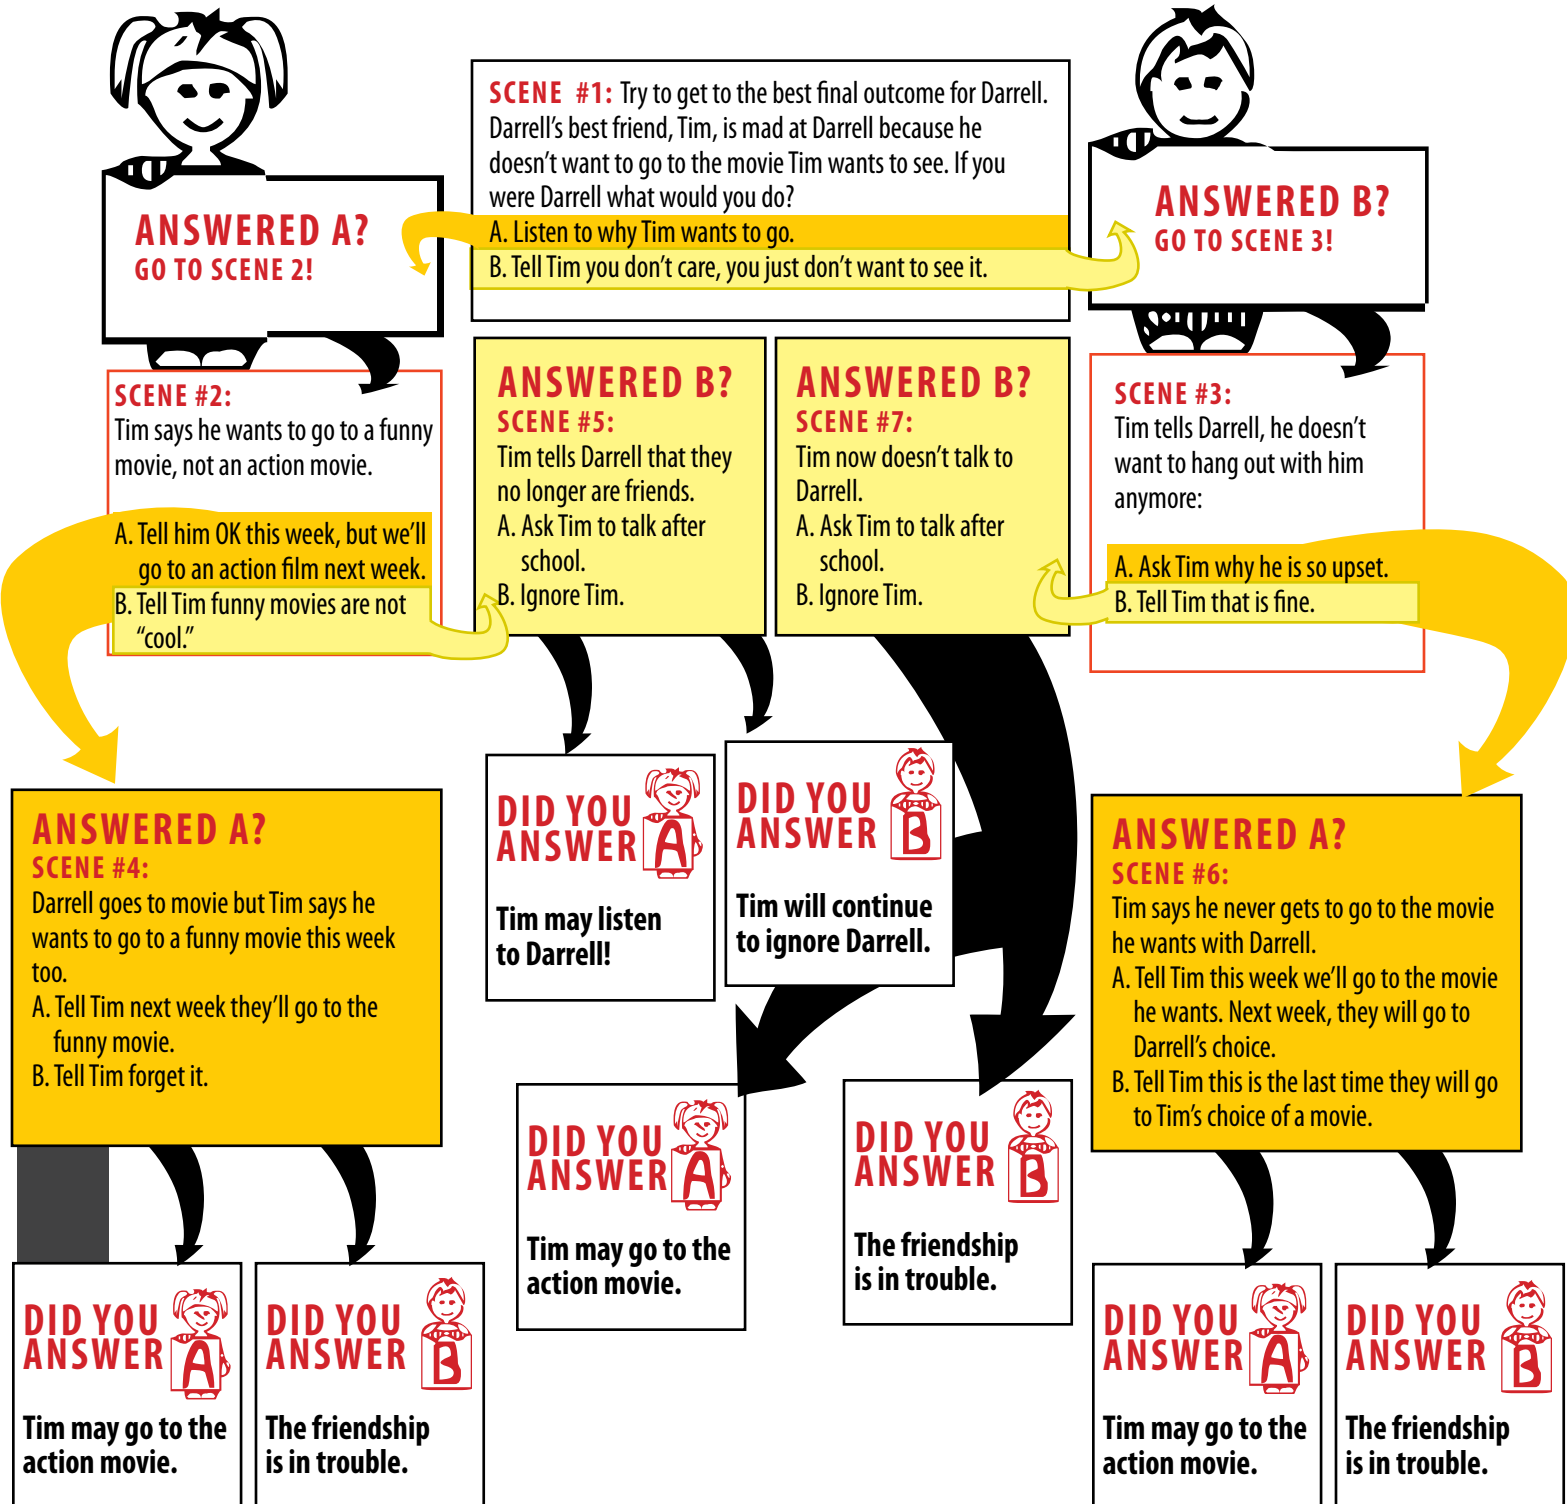 SCENE #1: Try to get to the best final outcome for Darrell.
Darrell's best friend, Tim, is mad at Darrell because he
doesn't want to go to the movie Tim wants to see. If you
were Darrell what would you do?
A. Listen to why Tim wants to go.
B. Tell Tim you don't care, you just don't want to see it.
ANSWERED A?
GO TO SCENE 2!
ANSWERED B?
GO TO SCENE 3!
SCENE #2:
Tim says he wants to go to a funny
movie, not an action movie.
A. Tell him OK this week, but we'll
go to an action film next week.
B. Tell Tim funny movies are not
“cool.”
ANSWERED B?
SCENE #5:
Tim tells Darrell that they
no longer are friends.
A. Ask Tim to talk after
school.
B. Ignore Tim.
ANSWERED B?
SCENE #7:
Tim now doesn't talk to
Darrell.
A. Ask Tim to talk after
school.
B. Ignore Tim.
SCENE #3:
Tim tells Darrell, he doesn't
want to hang out with him
anymore:
A. Ask Tim why he is so upset.
B. Tell Tim that is fine.
ANSWERED A?
SCENE #4:
Darrell goes to movie but Tim says he
wants to go to a funny movie this week
too.
A. Tell Tim next week they'll go to the
funny movie.
B. Tell Tim forget it.
DID YOU
ANSWER A
Tim may listen
to Darrell!
DID YOU
ANSWER B
Tim will continue
to ignore Darrell.
ANSWERED A?
SCENE #6:
Tim says he never gets to go to the movie
he wants with Darrell.
A. Tell Tim this week we'll go to the movie
he wants. Next week, they will go to
Darrell's choice.
B. Tell Tim this is the last time they will go
to Tim's choice of a movie.
DID YOU
ANSWER A
Tim may go to the
action movie.
DID YOU
ANSWER B
The friendship
is in trouble.
DID YOU
ANSWER A
Tim may go to the
action movie.
DID YOU
ANSWER B
The friendship
is in trouble.
DID YOU
ANSWER A
Tim may go to the
action movie.
DID YOU
ANSWER B
The friendship
is in trouble.